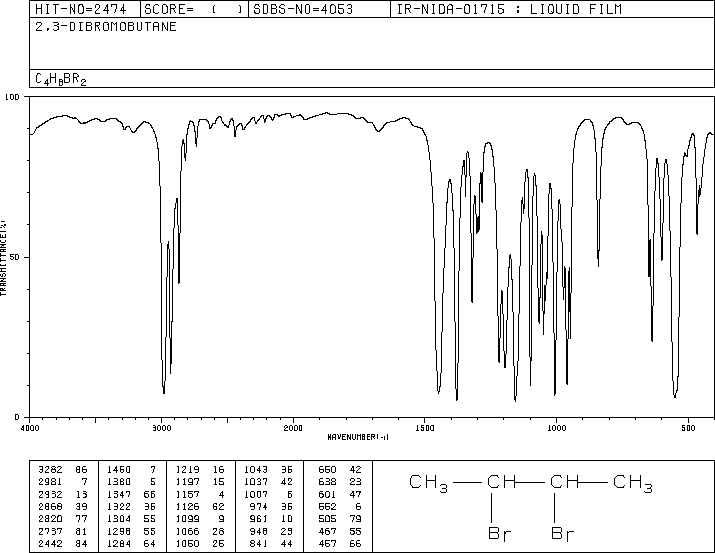 HIT-NO=2474 SCORE= ( ) SDBS-NO=4053 IR-NIDA-01715 : LIQUID FILM
2,3-DIBROMOBUTANE
C4H8BR2
100
50
0
TRANSMITTANCE(%)
4000 3000 2000 1500 1000 500
WAVENUMBER(-1)
3282 86 1450 7 1219 16 1043 36 650 42
2981 7 1380 5 1197 15 1037 42 638 23
2932 13 1347 66 1157 4 1007 6 601 47
2868 39 1322 36 1126 62 974 36 552 6
2820 77 1304 55 1099 9 961 10 505 79
2737 81 1298 55 1066 28 948 467 55
2442 84 1284 64 1050 25 841 44 457 66
CH3 CH CH CH3
Br Br